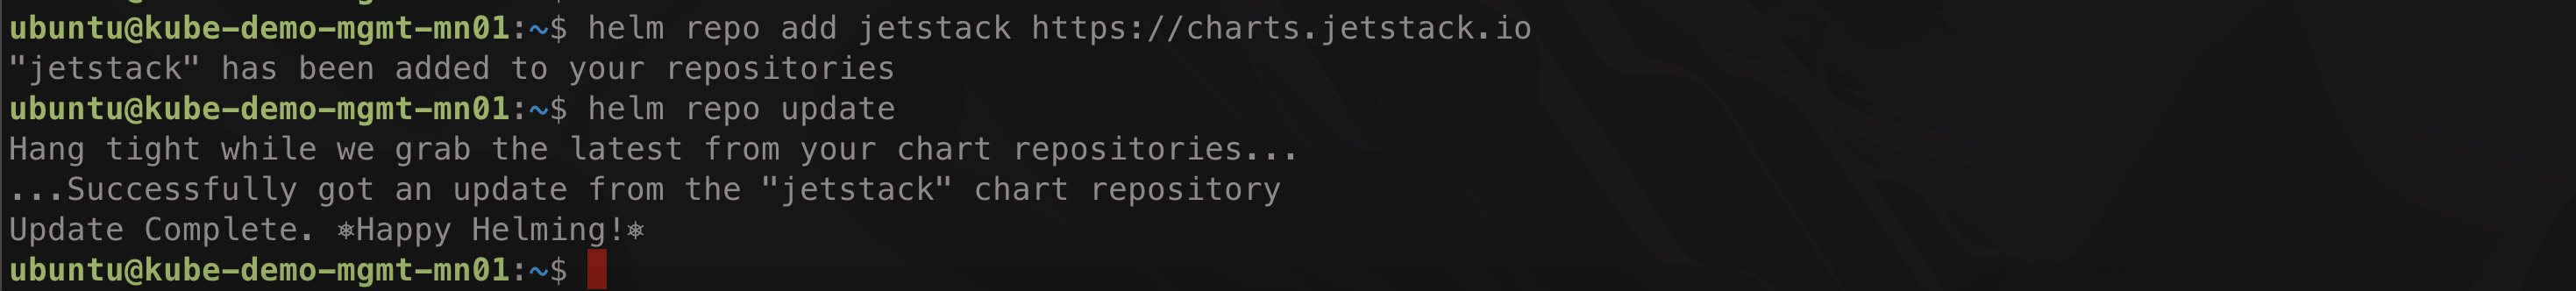 ubuntu@kube-demo-mgmt-mn01:~$ helm repo add jetstack https://charts.jetstack.io
"jetstack" has been added to your repositories
ubuntu@kube-demo-mgmt-mn01:~$ helm repo update
Hang tight while we grab the latest from your chart repositories...
...Successfully got an update from the "jetstack" chart repository
Update Complete. ⎈Happy Helming!⎈
ubuntu@kube-demo-mgmt-mn01:~$